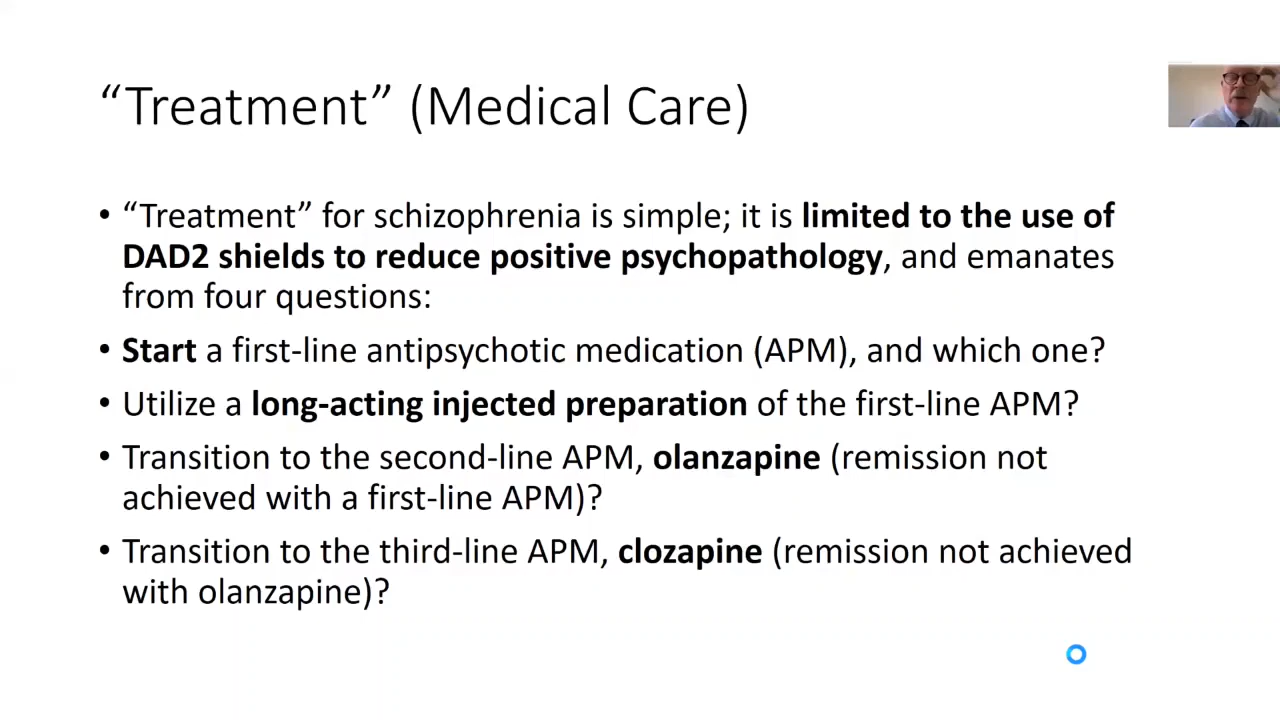 “Treatment” (Medical Care)
• “Treatment” for schizophrenia is simple; it is limited to the use of
DAD2 shields to reduce positive psychopathology, and emanates
from four questions:
• Start a first-line antipsychotic medication (APM), and which one?
• Utilize a long-acting injected preparation of the first-line APM?
• Transition to the second-line APM, olanzapine (remission not
achieved with a first-line APM)?
• Transition to the third-line APM, clozapine (remission not achieved
with olanzapine)?